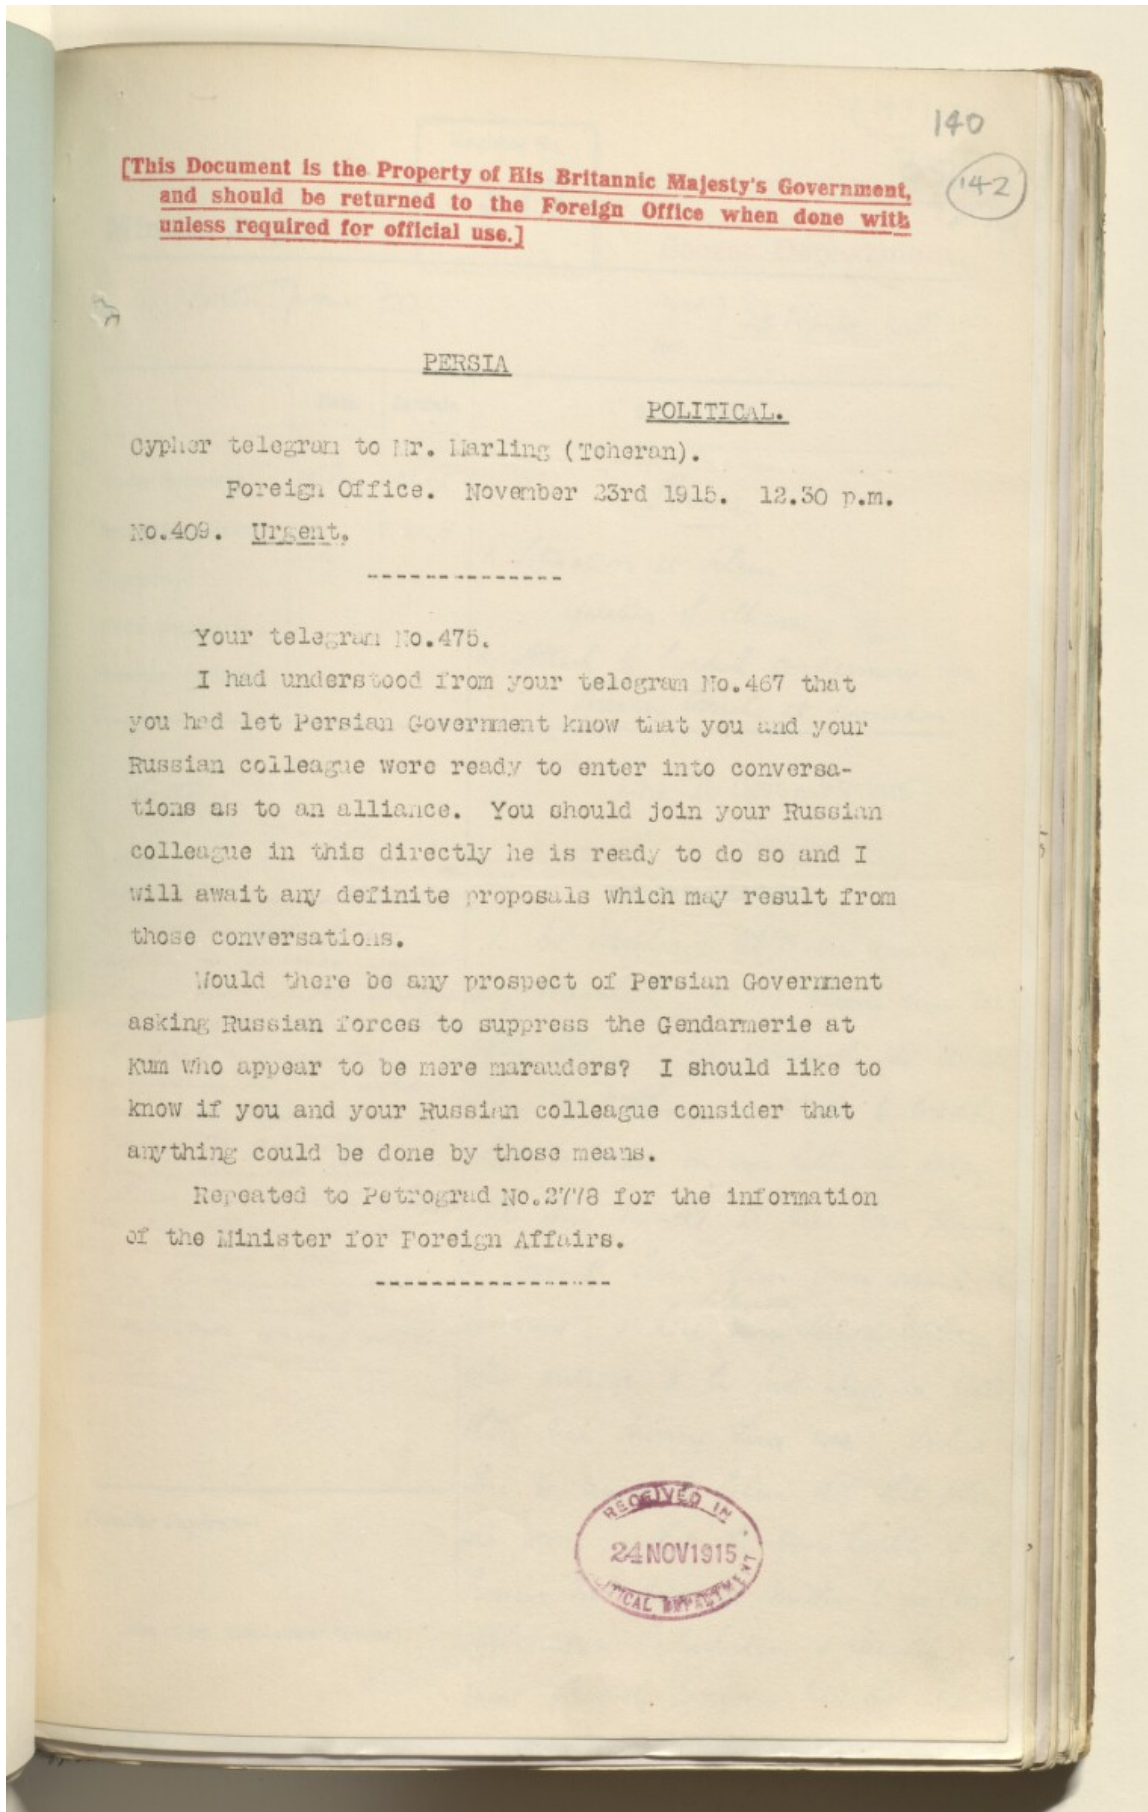 140
142
[This Document is the Property of His Britannic Majesty's Government,
and should be returned to the Foreign Office when done with
unless required for official use.]
PERSIA
POLITICAL.
Cypher telegram to Mr. Marling (Teheran).
Foreign Office. November 23rd 1915. 12.30 p.m.
No.409. Urgent.
--------------
Your telegram No.475.
I had understood from your telegram No.467 that
you had let Persian Government know that you and your
Russian colleague were ready to enter into conversa-
tions as to an alliance. You should join your Russian
colleague in this directly he is ready to do so and I
will await any definite proposals which may result from
those conversations.
Would there be any prospect of Persian Government
asking Russian forces to suppress the Gendarmerie at
Kum who appear to be mere marauders? I should like to
know if you and your Russian colleague consider that
anything could be done by those means.
Repeated to Petrograd No.2778 for the information
of the Minister for Foreign Affairs.
-----------------
RECEIVED IN
24 NOV 1915
POLITICAL DEPARTMENT